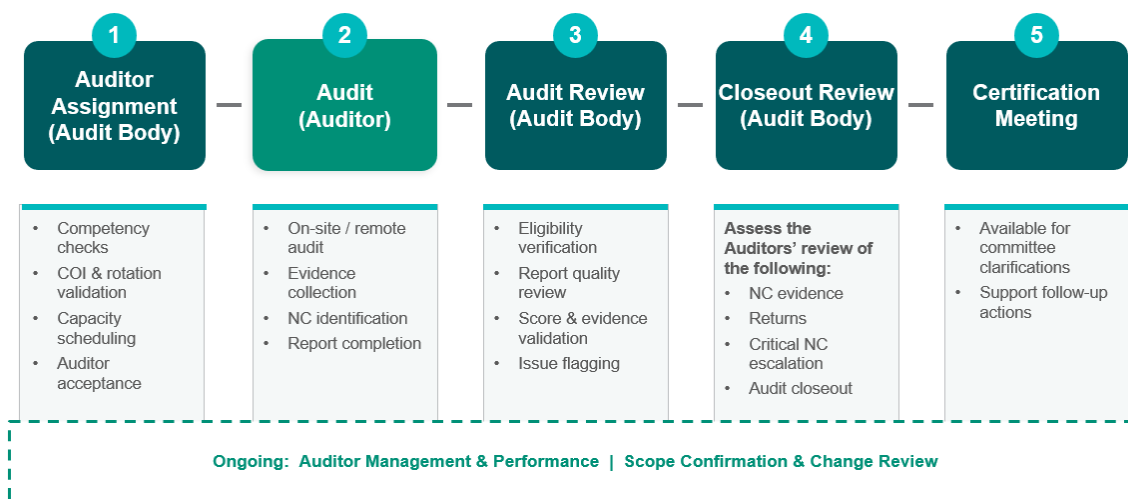 1
Auditor
Assignment
(Audit Body)
2
Audit
(Auditor)
3
Audit Review
(Audit Body)
4
Closeout Review
(Audit Body)
5
Certification
Meeting
• Competency
checks
• COI & rotation
validation
• Capacity
scheduling
• Auditor
acceptance
• On-site / remote
audit
• Evidence
collection
• NC identification
• Report completion
• Eligibility
verification
• Report quality
review
• Score & evidence
validation
• Issue flagging
Assess the
Auditors’ review of
the following:
• NC evidence
• Returns
• Critical NC
escalation
• Audit closeout
• Available for
committee
clarifications
• Support follow-up
actions
Ongoing: Auditor Management & Performance | Scope Confirmation & Change Review